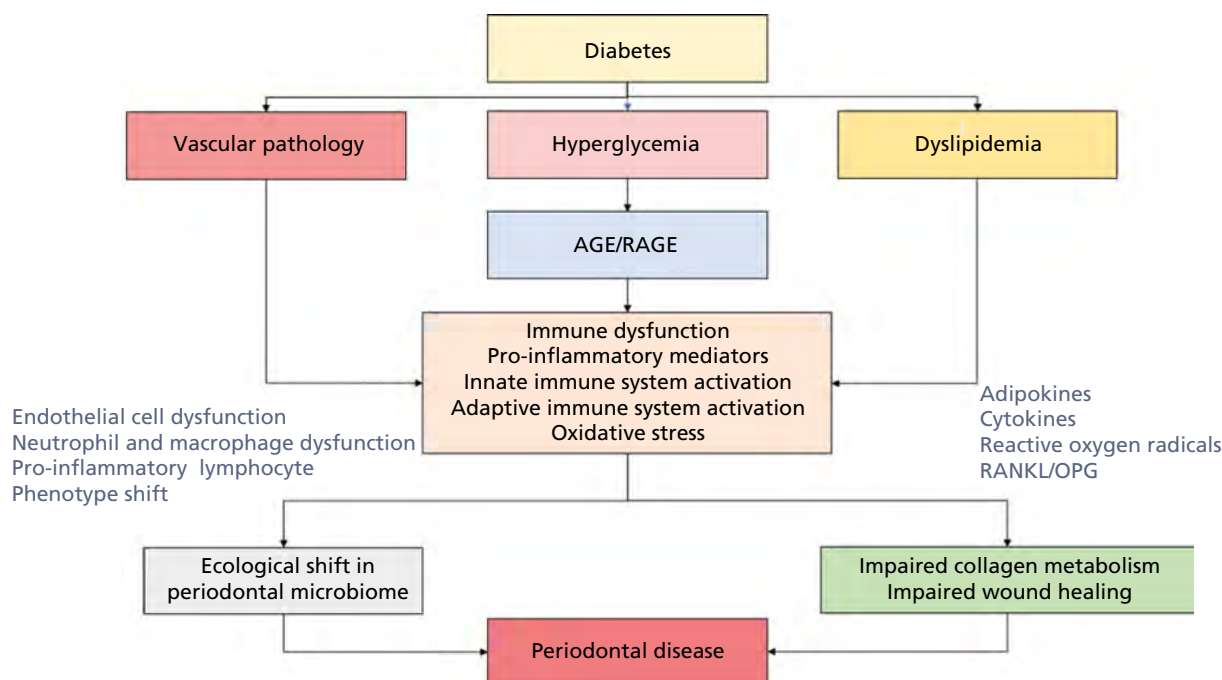 Diabetes
Vascular pathology
Hyperglycemia
Dyslipidemia
AGE/RAGE
Immune dysfunction
Pro-inflammatory mediators
Innate immune system activation
Adaptive immune system activation
Oxidative stress
Endothelial cell dysfunction
Neutrophil and macrophage dysfunction
Pro-inflammatory lymphocyte
Phenotype shift
Adipokines
Cytokines
Reactive oxygen radicals
RANKL/OPG
Ecological shift in
periodontal microbiome
Impaired collagen metabolism
Impaired wound healing
Periodontal disease